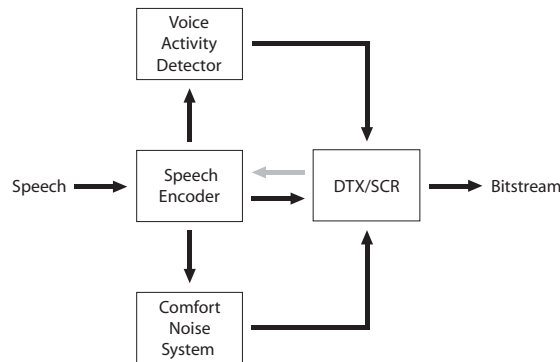 Voice
Activity
Detector
Speech
Speech
Encoder
DTX/SCR
Bitstream
Comfort
Noise
System